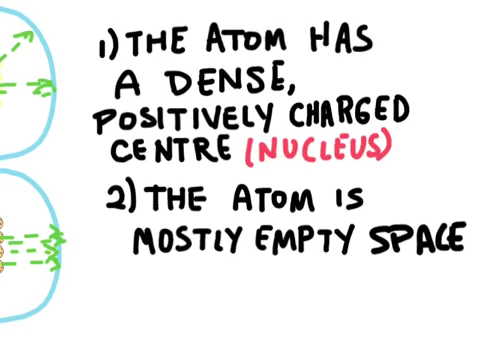 1) THE ATOM HAS
A DENSE,
POSITIVELY CHARGED
CENTRE (NUCLEUS)
2) THE ATOM IS
MOSTLY EMPTY SPACE